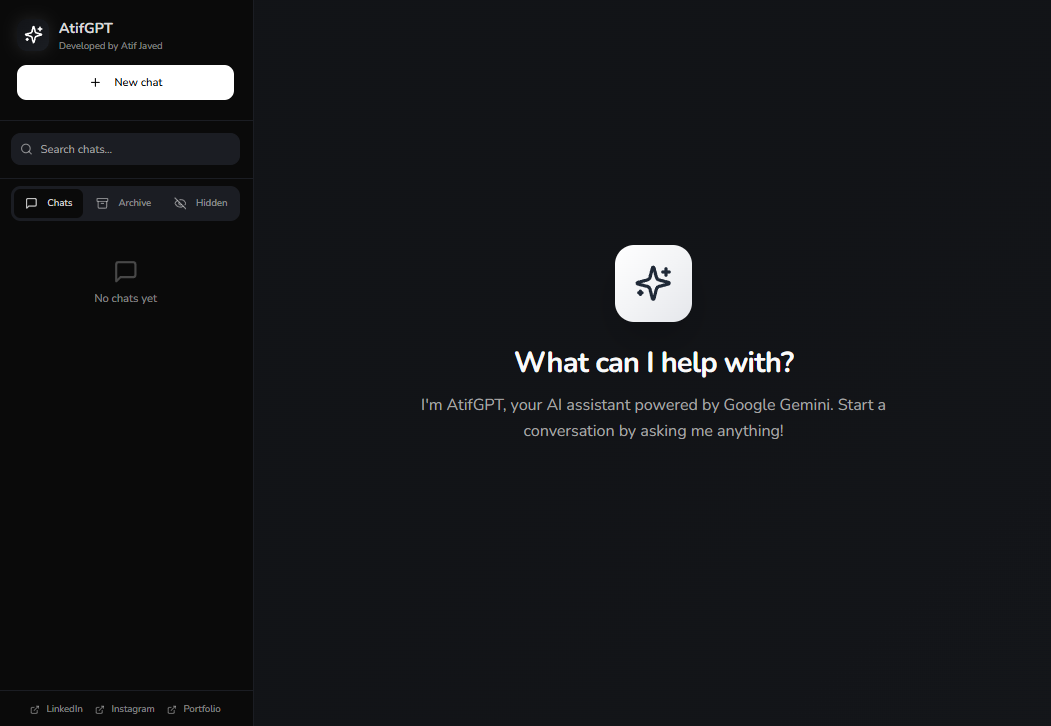 AtifGPT
Developed by Atif Javed
New chat
Search chats...
Chats
Archive
Hidden
No chats yet
What can I help with?
I'm AtifGPT, your AI assistant powered by Google Gemini. Start a
conversation by asking me anything!
LinkedIn
Instagram
Portfolio